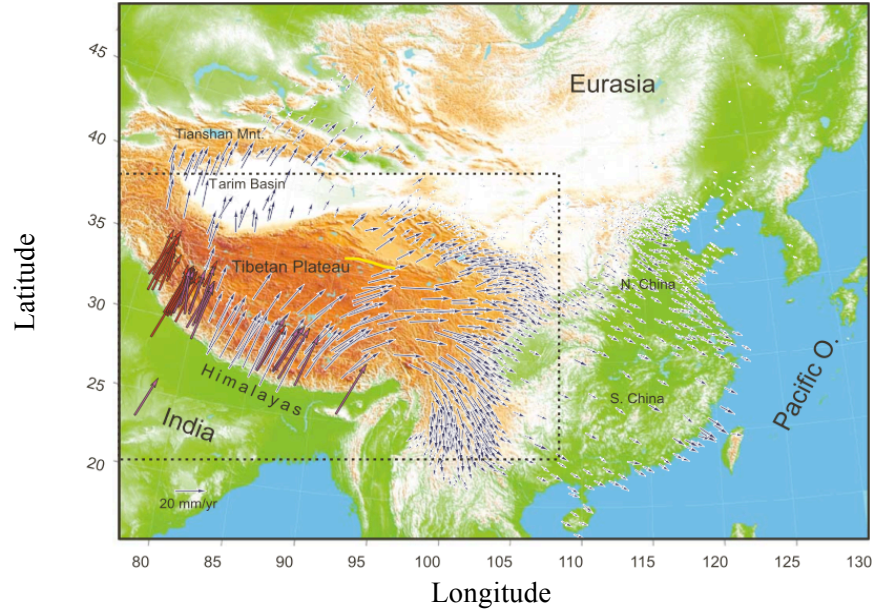 Latitude
45
40
35
30
25
20
Eurasia
Tianshan Mnt.
Tarim Basin
Tibetan Plateau
N. China
Himalayas
S. China
India
Pacific O.
20 mm/yr
80 85 90 95 100 105 110 115 120 125 130
Longitude